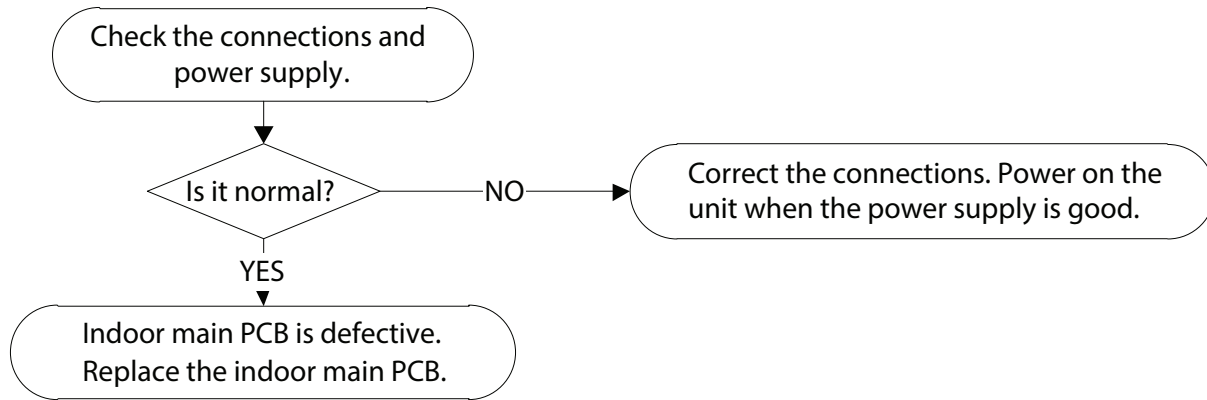 Check the connections and
power supply.
Is it normal?
NO
Correct the connections. Power on the
unit when the power supply is good.
YES
Indoor main PCB is defective.
Replace the indoor main PCB.